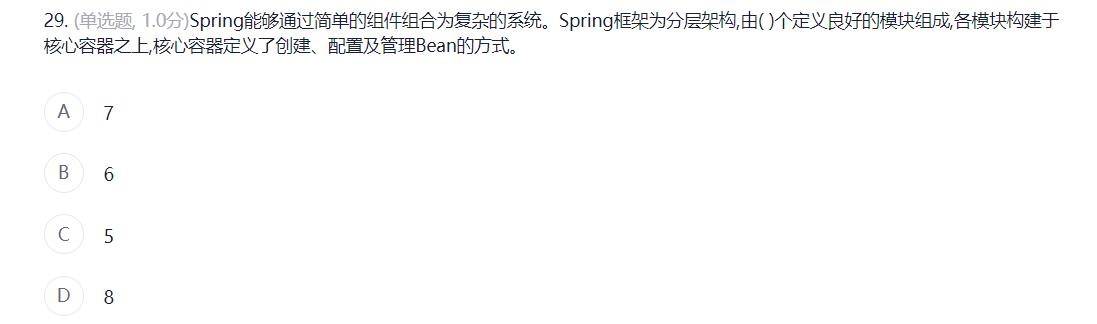 29. (单选题, 1.0分)Spring能够通过简单的组件组合为复杂的系统。Spring框架为分层架构,由( )个定义良好的模块组成,各模块构建于
核心容器之上,核心容器定义了创建、配置及管理Bean的方式。
A 7
B 6
C 5
D 8